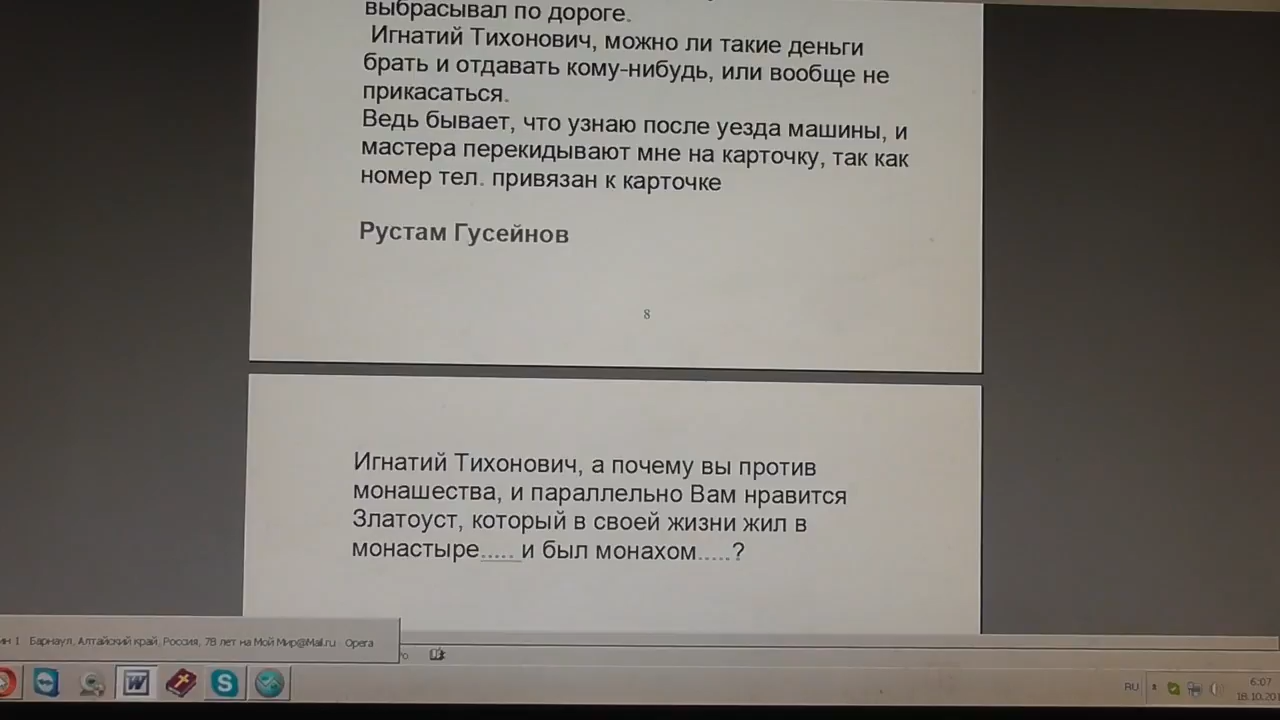 выбрасывал по дороге.
Игнатий Тихонович, можно ли такие деньги
брать и отдавать кому-нибудь, или вообще не
прикасаться.
Ведь бывает, что узнаю после уезда машины, и
мастера перекидывают мне на карточку, так как
номер тел. привязан к карточке
Рустам Гусейнов
8
Игнатий Тихонович, а почему вы против
монашества, и параллельно Вам нравится
Златоуст, который в своей жизни жил в
монастыре..... и был монахом.....?
1 Барнаул, Алтайский край, Россия, 78 лет на Мой Мир@Mail.ru Opera
RU
6:07